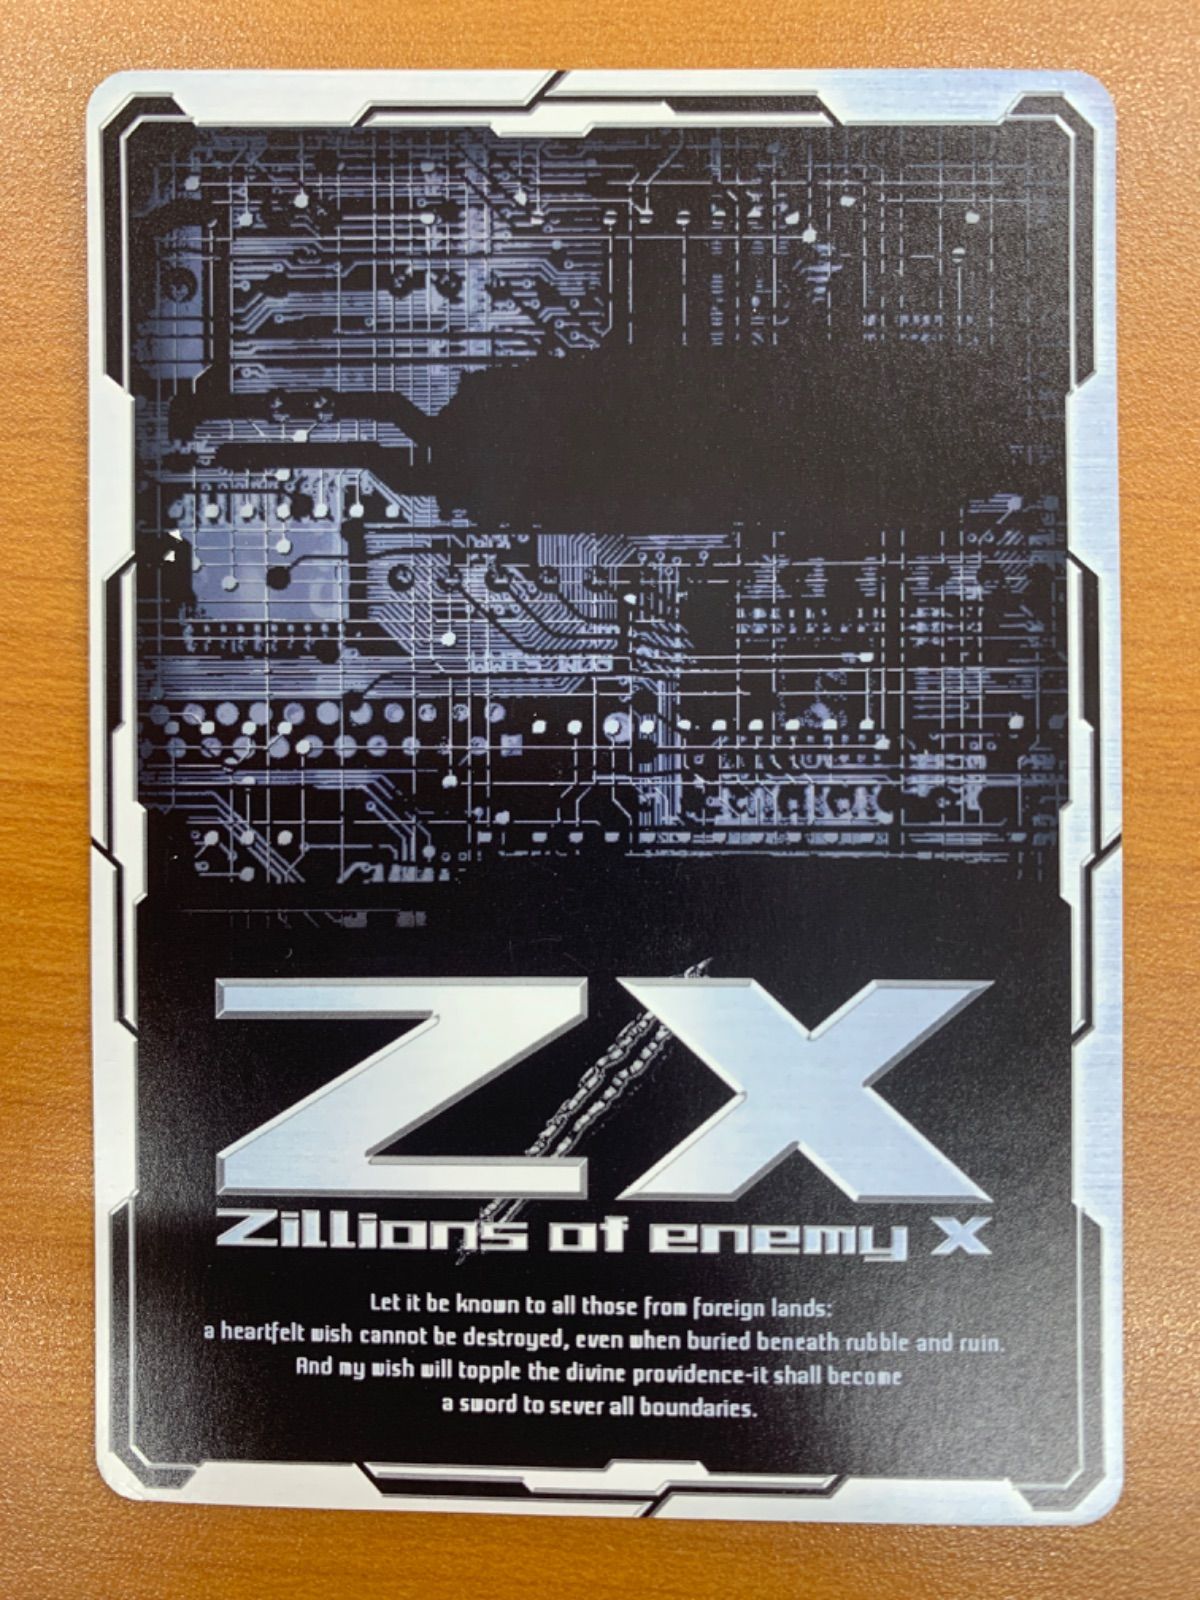 Z/X
Zillions of enemy X
Let it be known to all those from foreign lands:
a heartfelt wish cannot be destroyed, even when buried beneath rubble and ruin.
And my wish will topple the divine providence-it shall become
a sword to sever all boundaries.